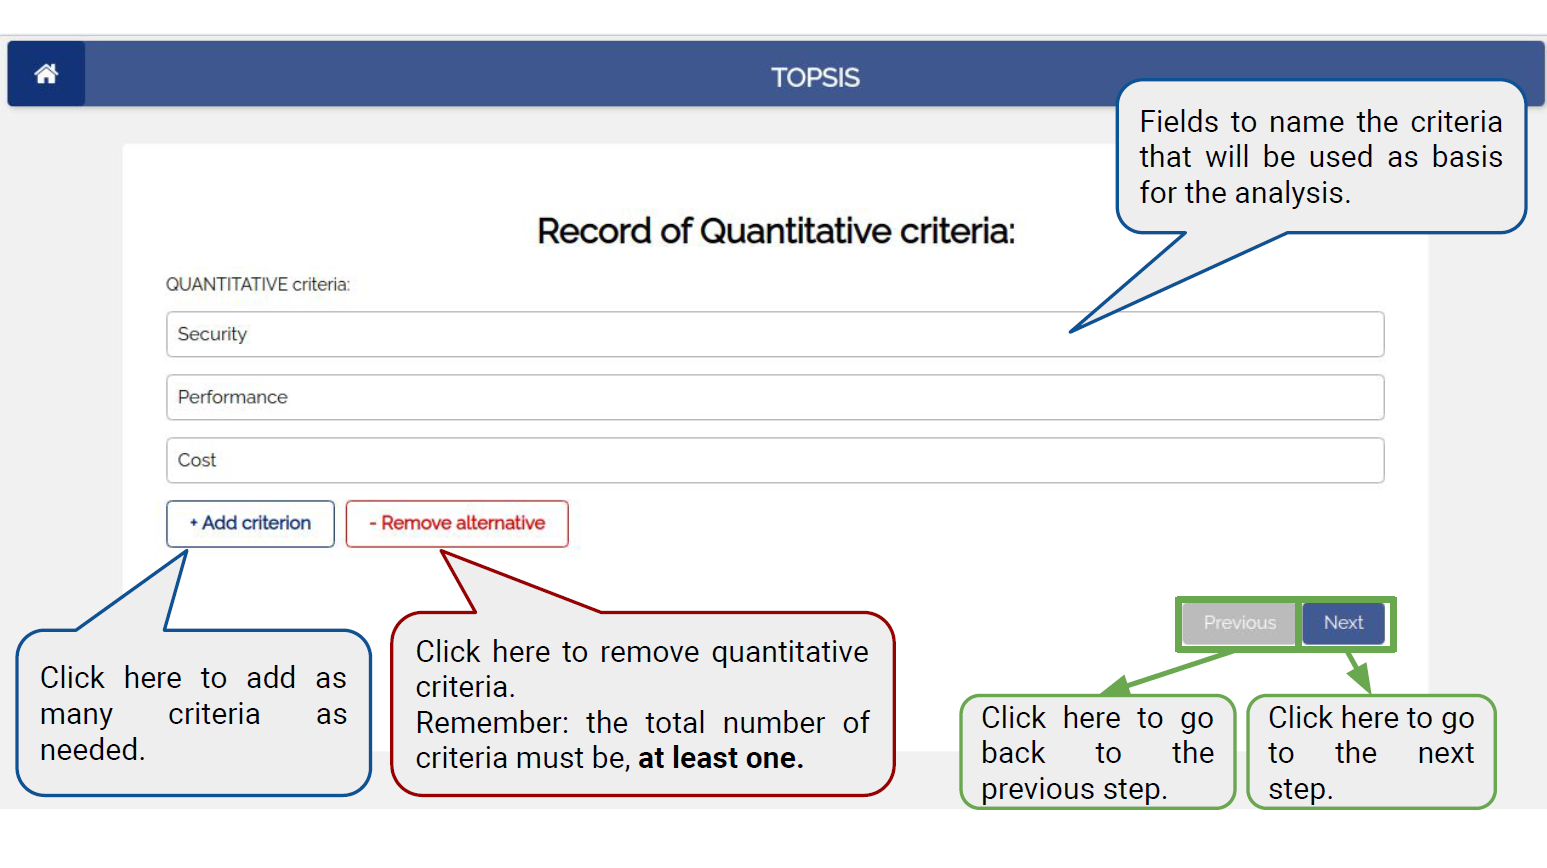 TOPSIS
Fields to name the criteria
that will be used as basis
for the analysis.
Record of Quantitative criteria:
QUANTITATIVE criteria:
Security
Performance
Cost
+ Add criterion
- Remove alternative
Click here to add as
many criteria as
needed.
Click here to remove quantitative
criteria.
Remember: the total number of
criteria must be, at least one.
Previous
Next
Click here to go
back to the
previous step.
Click here to go
to the next
step.